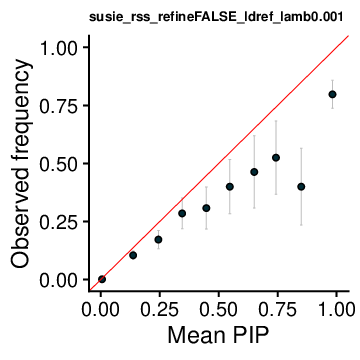 susie_rss_refineFALSE_ldref_lamb0.001
1.00
0.75
0.50
0.25
0.00
Observed frequency
0.00 0.25 0.50 0.75 1.00
Mean PIP